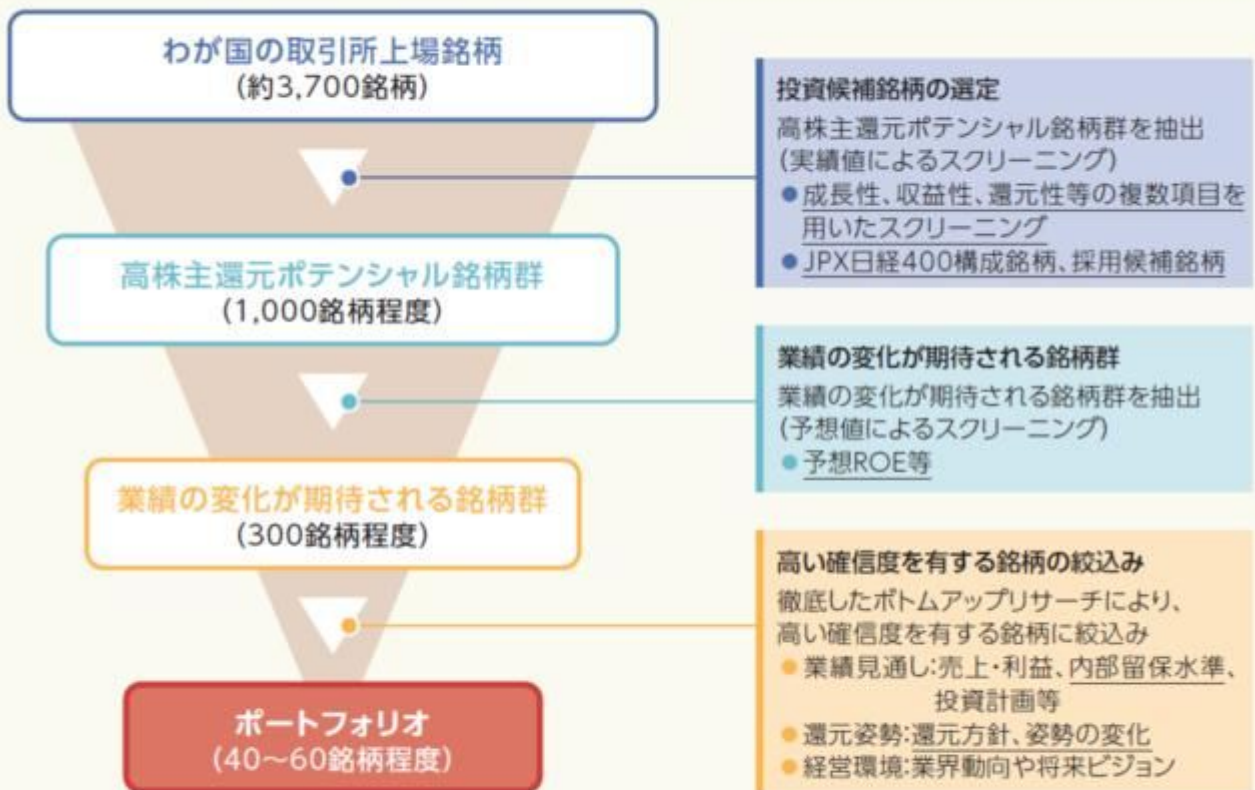 わが国の取引所上場銘柄
(約3,700銘柄)
投資候補銘柄の選定
高株主還元ポテンシャル銘柄群を抽出
(実績値によるスクリーニング)
●成長性、収益性、還元性等の複数項目を
用いたスクリーニング
●JPX日経400構成銘柄、採用候補銘柄
高株主還元ポテンシャル銘柄群
(1,000銘柄程度)
業績の変化が期待される銘柄群
業績の変化が期待される銘柄群を抽出
(予想値によるスクリーニング)
●予想ROE等
業績の変化が期待される銘柄群
(300銘柄程度)
高い確信度を有する銘柄の絞込み
徹底したボトムアップリサーチにより、
高い確信度を有する銘柄に絞込み
●業績見通し:売上・利益、内部留保水準、
投資計画等
●還元姿勢:還元方針、姿勢の変化
●経営環境:業界動向や将来ビジョン
ポートフォリオ
(40〜60銘柄程度)